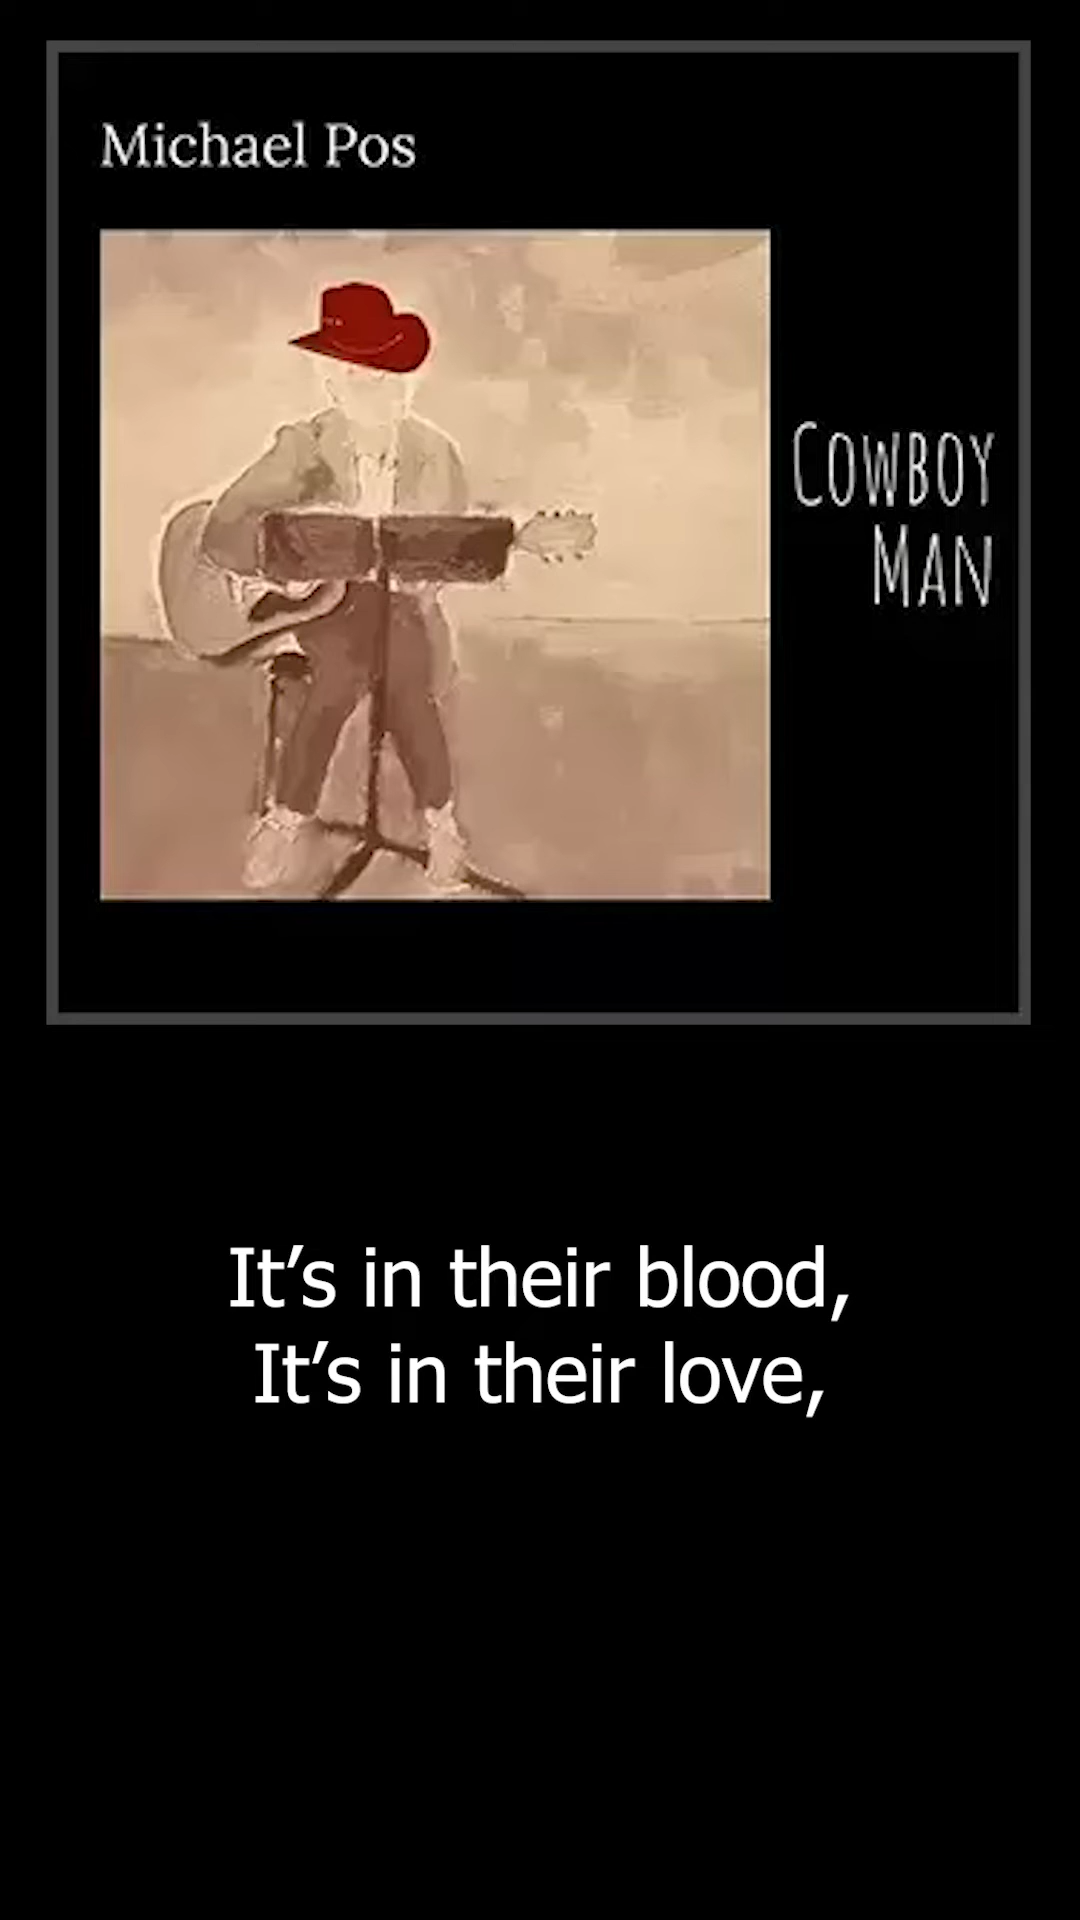 Michael Pos
Cowboy
Man
It’s in their blood,
It’s in their love,